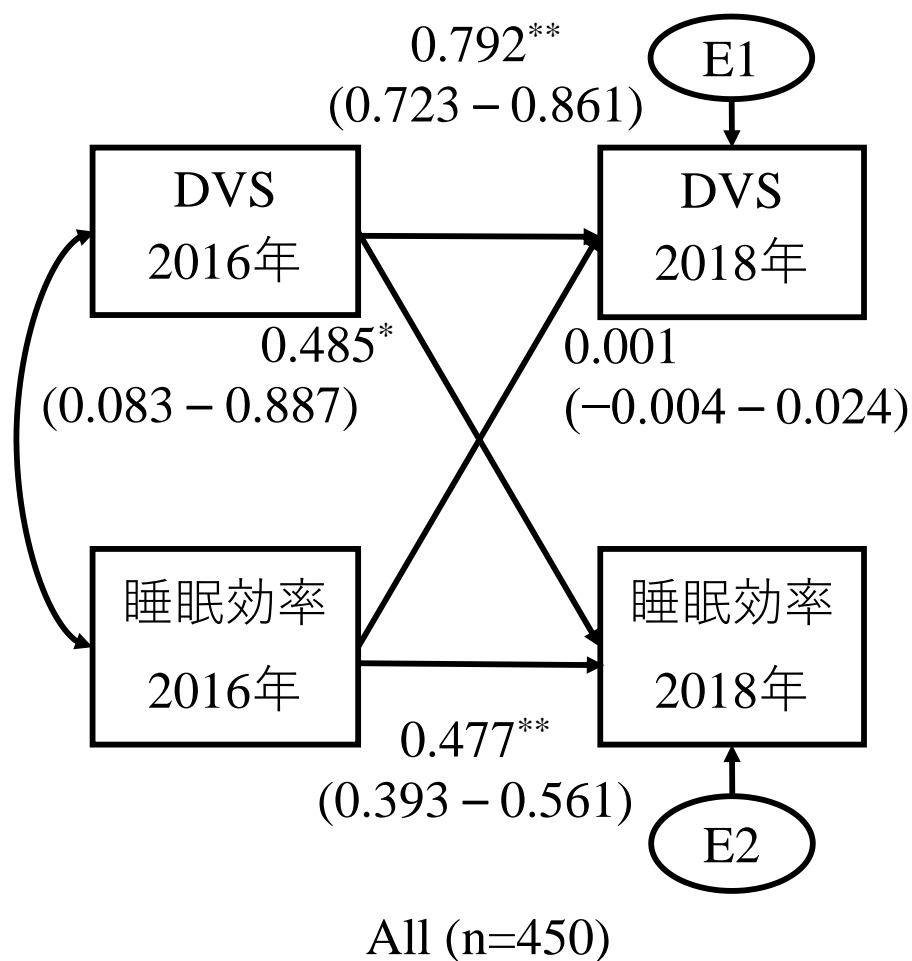 0.792**
(0.723 – 0.861)
E1
DVS
2016年
DVS
2018年
0.485*
(0.083 – 0.887)
0.001
(−0.004 – 0.024)
睡眠効率
2016年
睡眠効率
2018年
0.477**
(0.393 – 0.561)
E2
All (n=450)